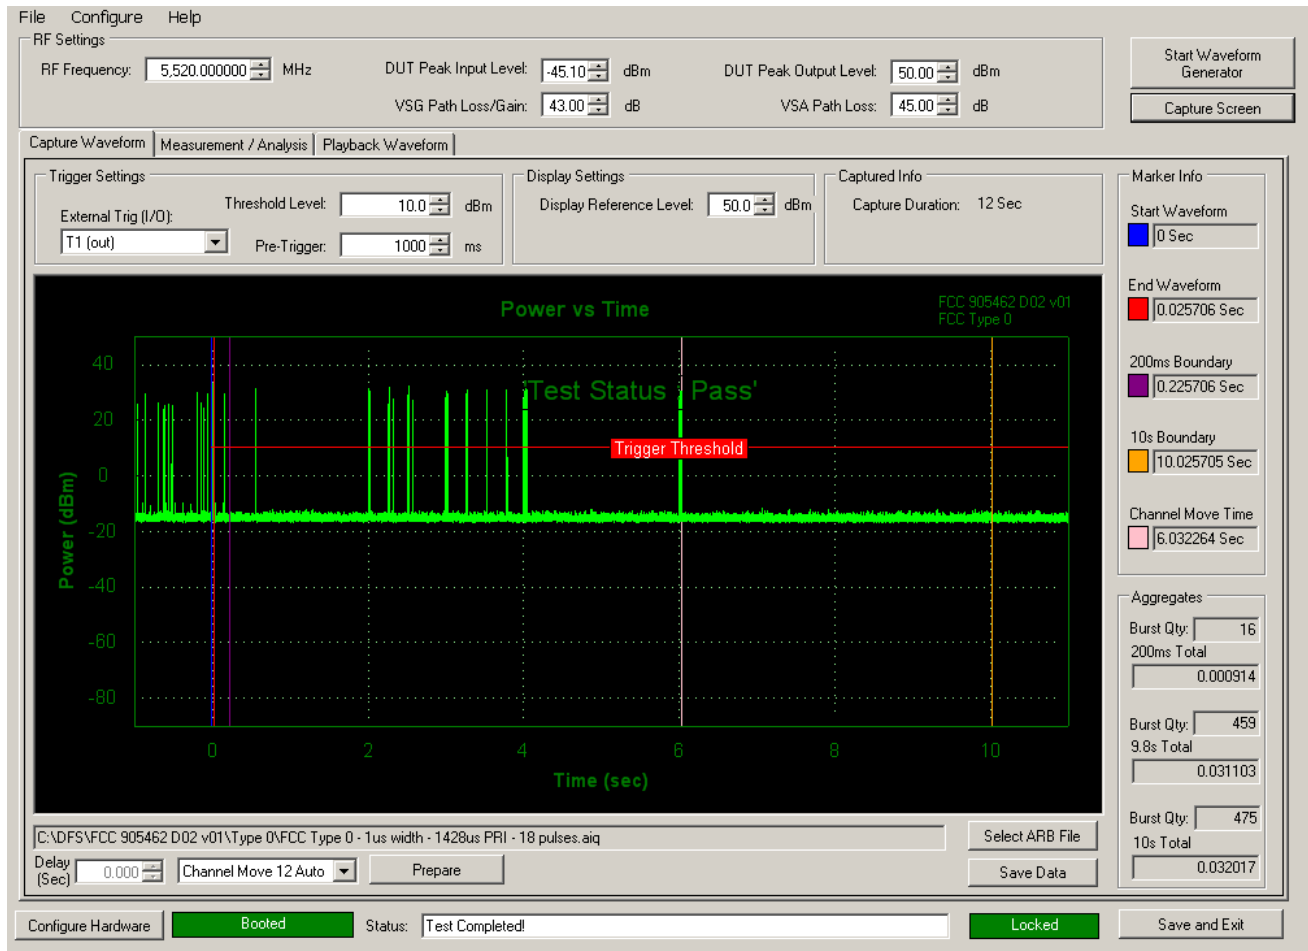 File Configure Help
RF Settings
RF Frequency: 5,520.000000 MHz DUT Peak Input Level: -45.10 dBm DUT Peak Output Level: 50.00 dBm
VSG Path Loss/Gain: 43.00 dB VSA Path Loss: 45.00 dB
Start Waveform
Generator
Capture Screen
Capture Waveform Measurement / Analysis Playback Waveform
Trigger Settings
External Trig (I/O):
T1 (out)
Threshold Level: 10.0 dBm
Pre-Trigger: 1000 ms
Display Settings
Display Reference Level: 50.0 dBm
Captured Info
Capture Duration: 12 Sec
Marker Info
Start Waveform
0 Sec
End Waveform
0.025706 Sec
200ms Boundary
0.225706 Sec
10s Boundary
10.025705 Sec
Channel Move Time
6.032264 Sec
Power vs Time
FCC 905462 D02 v01
FCC Type 0
'Test Status : Pass'
Trigger Threshold
Power (dBm)
40
20
0
-20
-40
-60
-80
0 2 4 6 8 10
Time (sec)
Aggregates
Burst Qty: 16
200ms Total
0.000914
Burst Qty: 459
9.8s Total
0.031103
Burst Qty: 475
10s Total
0.032017
C:\DFS\FCC 905462 D02 v01\Type 0\FCC Type 0 - 1us width - 1428us PRI - 18 pulses.aiq
Select ARB File
Delay
(Sec) 0.000 Channel Move 12 Auto Prepare
Save Data
Configure Hardware Booted Status: Test Completed! Locked Save and Exit